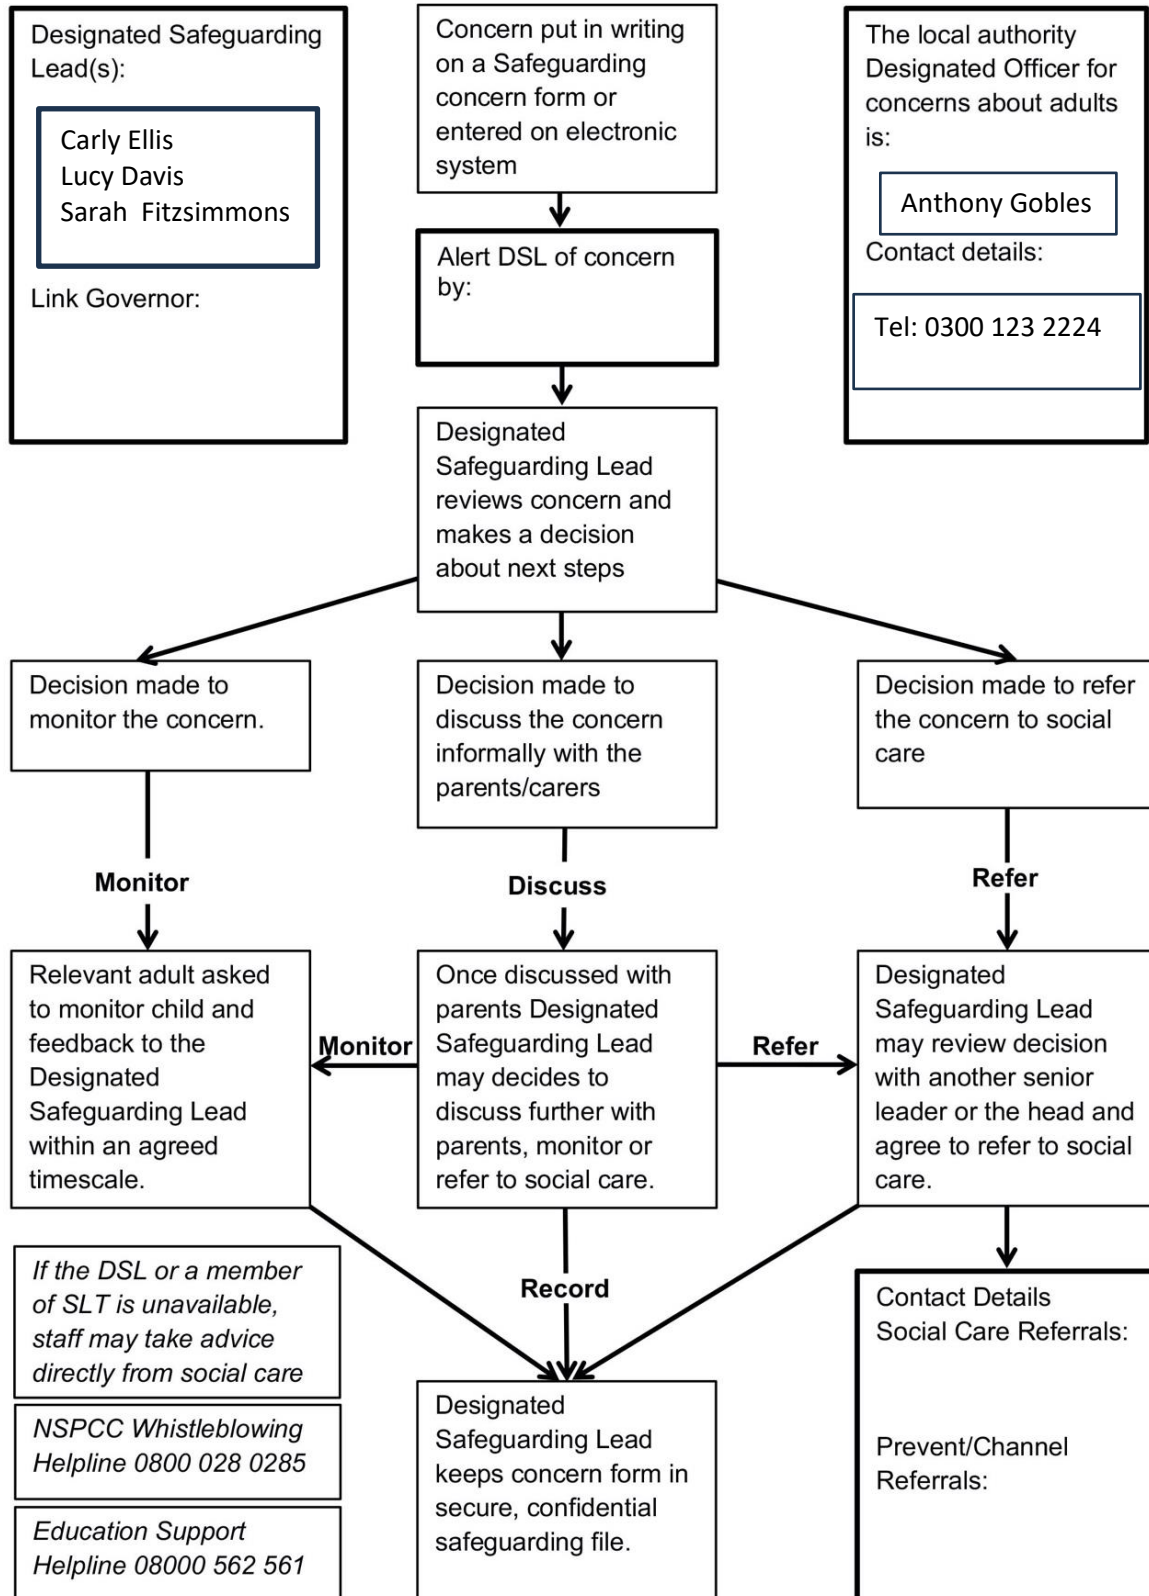 Designated Safeguarding
Lead(s):
Carly Ellis
Lucy Davis
Sarah  Fitzsimmons
Link Governor:
Concern put in writing
on a Safeguarding
concern form or
entered on electronic
system
The local authority
Designated Officer for
concerns about adults
is:
Anthony Gobles
Contact details:
Tel: 0300 123 2224
Alert DSL of concern
by:
Designated
Safeguarding Lead
reviews concern and
makes a decision
about next steps
Decision made to
monitor the concern.
Decision made to
discuss the concern
informally with the
parents/carers
Decision made to refer
the concern to social
care
Monitor
Discuss
Refer
Relevant adult asked
to monitor child and
feedback to the
Designated
Safeguarding Lead
within an agreed
timescale.
Monitor
Once discussed with
parents Designated
Safeguarding Lead
may decides to
discuss further with
parents, monitor or
refer to social care.
Refer
Designated
Safeguarding Lead
may review decision
with another senior
leader or the head and
agree to refer to social
care.
If the DSL or a member
of SLT is unavailable,
staff may take advice
directly from social care
NSPCC Whistleblowing
Helpline 0800 028 0285
Education Support
Helpline 08000 562 561
Record
Designated
Safeguarding Lead
keeps concern form in
secure, confidential
safeguarding file.
Contact Details
Social Care Referrals:
Prevent/Channel
Referrals: